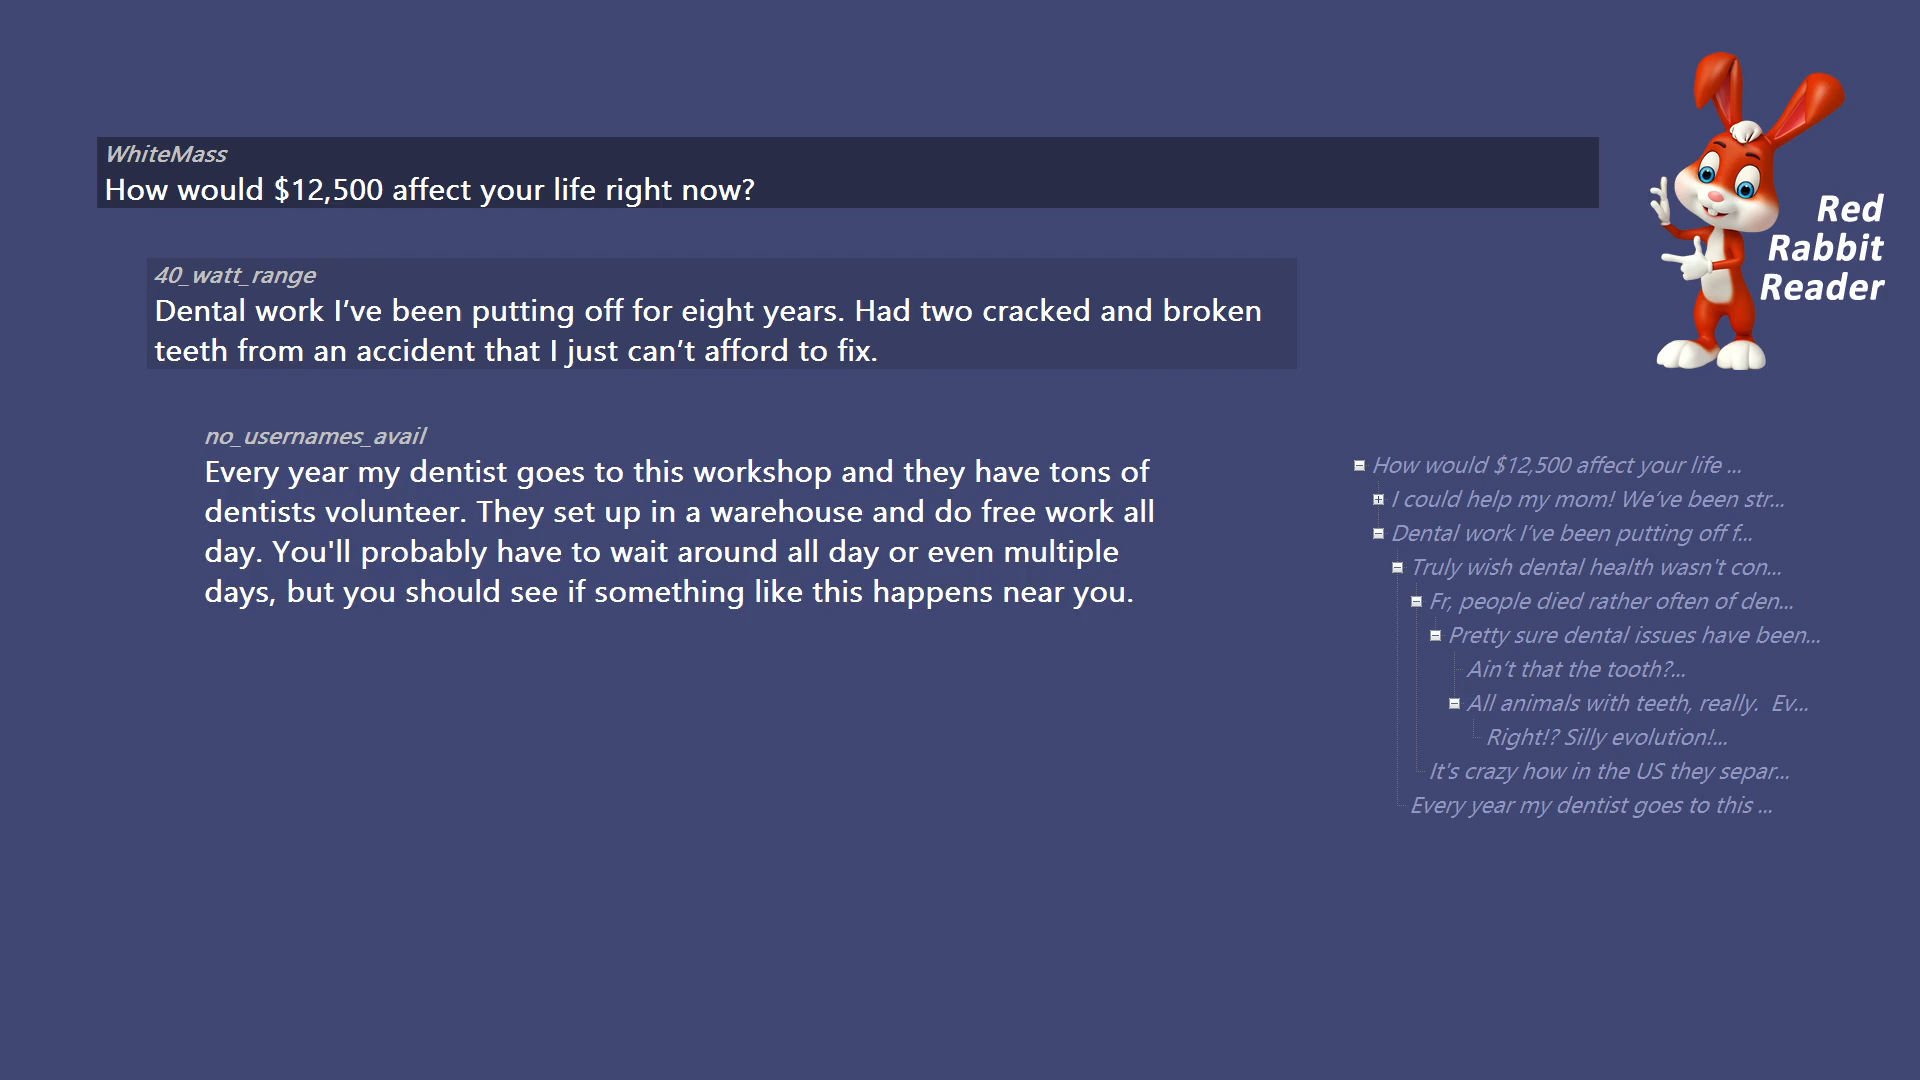 WhiteMass
How would $12,500 affect your life right now?
40_watt_range
Dental work I’ve been putting off for eight years. Had two cracked and broken
teeth from an accident that I just can’t afford to fix.
no_usernames_avail
Every year my dentist goes to this workshop and they have tons of
dentists volunteer. They set up in a warehouse and do free work all
day. You'll probably have to wait around all day or even multiple
days, but you should see if something like this happens near you.
Red
Rabbit
Reader
How would $12,500 affect your life ...
I could help my mom! We’ve been str...
Dental work I’ve been putting off f...
Truly wish dental health wasn't con...
Fr, people died rather often of den...
Pretty sure dental issues have been...
Ain’t that the tooth?...
All animals with teeth, really.  Ev...
Right!? Silly evolution!...
It's crazy how in the US they separ...
Every year my dentist goes to this ...